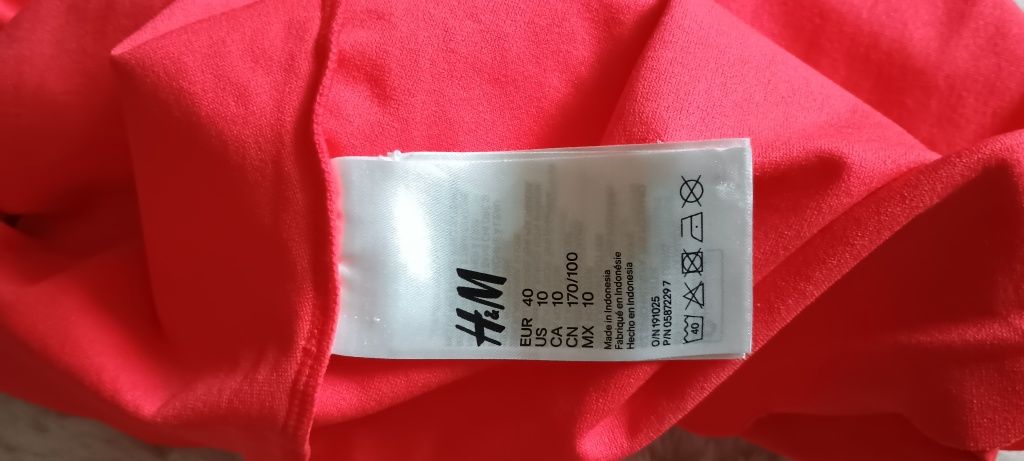 H&M
EUR 40
US 10
CA 10
CN 170/100
MX 10
Made in Indonesia
Fabriqué en Indonésie
Hecho en Indonesia
O/N 191025
P/N 05872297
40